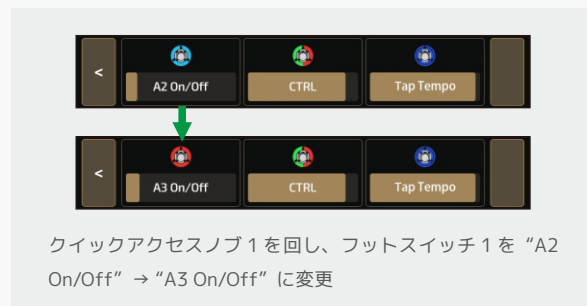 <
A2 On/Off
CTRL
Tap Tempo
<
A3 On/Off
CTRL
Tap Tempo
クイックアクセスノブ 1 を回し、フットスイッチ 1 を “A2
On/Off” → “A3 On/Off” に変更